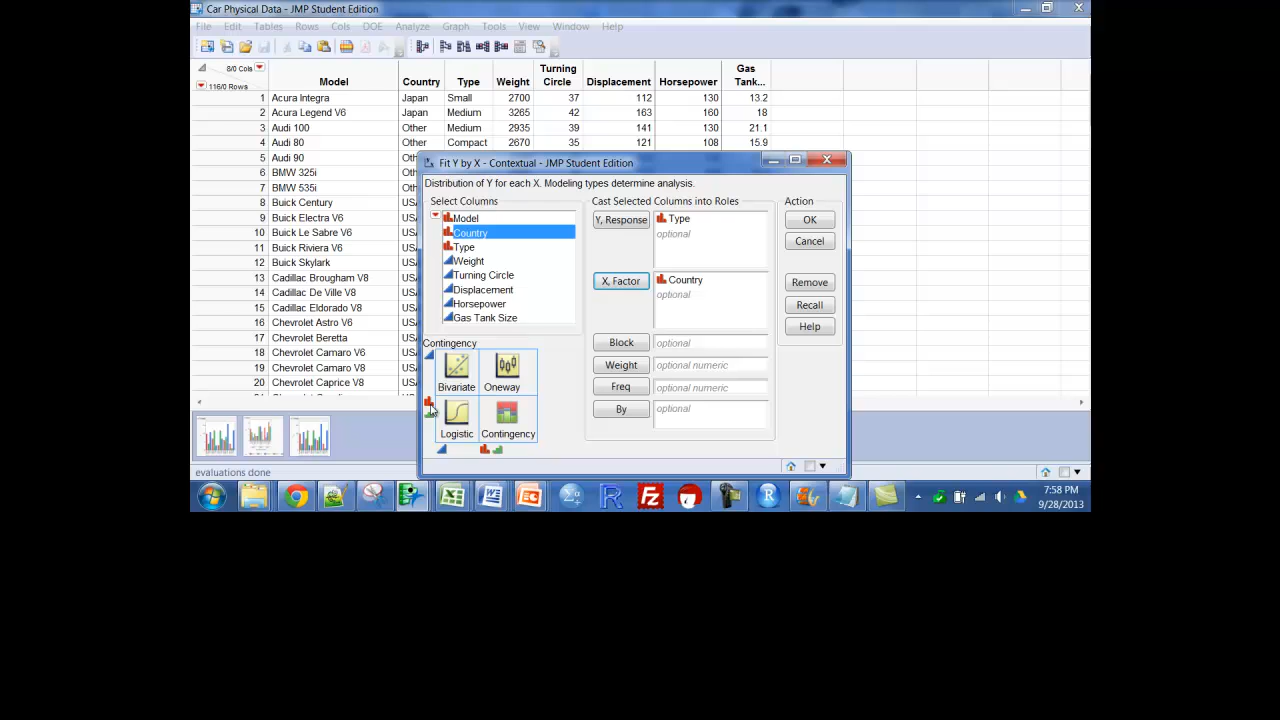 Car Physical Data - JMP Student Edition
File Edit Tables Rows Cols DOE Analyze Graph Tools View Window Help
8/0 Cols
116/0 Rows
Model Country Type Weight Turning Circle Displacement Horsepower Gas Tank...
1 Acura Integra Japan Small 2700 37 112 130 13.2
2 Acura Legend V6 Japan Medium 3265 42 163 160 18
3 Audi 100 Other Medium 2935 39 141 130 21.1
4 Audi 80 Other Compact 2670 35 121 108 15.9
5 Audi 90
6 BMW 325i
7 BMW 535i
8 Buick Century
9 Buick Electra V6
10 Buick Le Sabre V6
11 Buick Riviera V6
12 Buick Skylark
13 Cadillac Brougham V8
14 Cadillac De Ville V8
15 Cadillac Eldorado V8
16 Chevrolet Astro V6
17 Chevrolet Beretta
18 Chevrolet Camaro V6
19 Chevrolet Camaro V8
20 Chevrolet Caprice V8
Fit Y by X - Contextual - JMP Student Edition
Distribution of Y for each X. Modeling types determine analysis.
Select Columns
Model
Country
Type
Weight
Turning Circle
Displacement
Horsepower
Gas Tank Size
Contingency
Bivariate Oneway
Logistic Contingency
Cast Selected Columns into Roles
Y, Response Type
optional
X, Factor Country
optional
Block optional
Weight optional numeric
Freq optional numeric
By optional
Action
OK
Cancel
Remove
Recall
Help
evaluations done
7:58 PM
9/28/2013